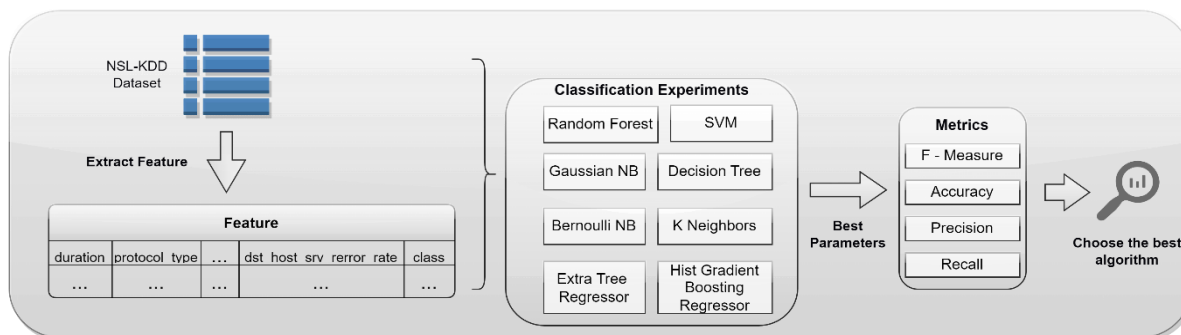 NSL-KDD
Dataset
Extract Feature
Feature
duration protocol_type ... dst_host_srv_rerror_rate class
... ... ... ... ...
Classification Experiments
Random Forest SVM
Gaussian NB Decision Tree
Bernoulli NB K Neighbors
Extra Tree
Regressor
Hist Gradient
Boosting
Regressor
Best
Parameters
Metrics
F - Measure
Accuracy
Precision
Recall
Choose the best
algorithm